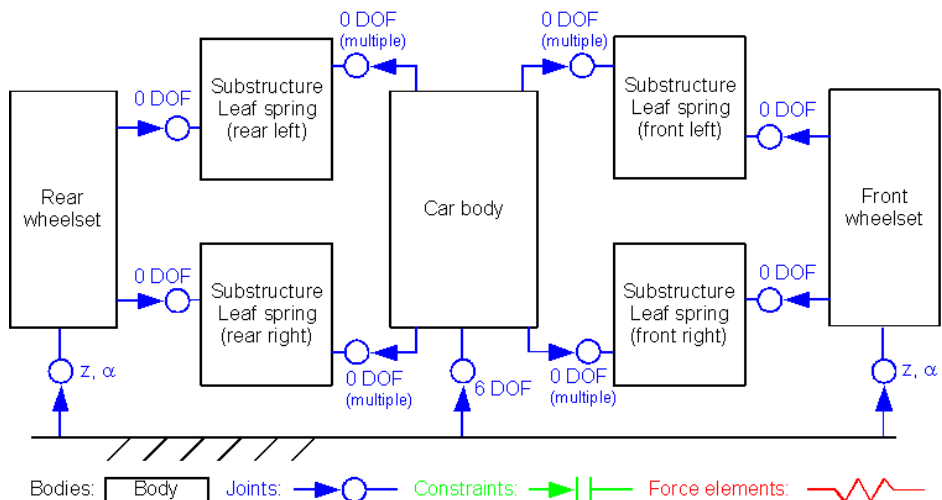 0 DOF
(multiple)
0 DOF
(multiple)
Substructure
Leaf spring
(rear left)
Substructure
Leaf spring
(front left)
0 DOF
0 DOF
Rear
wheelset
Car body
Front
wheelset
0 DOF
0 DOF
Substructure
Leaf spring
(rear right)
Substructure
Leaf spring
(front right)
z, α
0 DOF
(multiple)
6 DOF
0 DOF
(multiple)
z, α
Bodies: Body Joints: Constraints: Force elements: